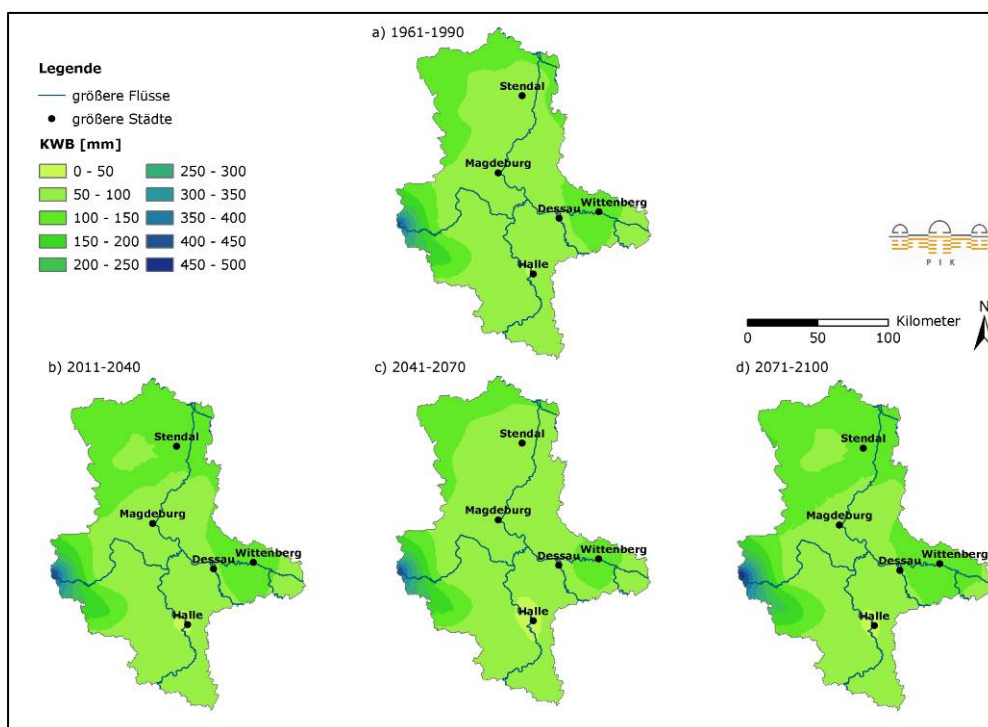 a) 1961-1990
Legende
größere Flüsse
größere Städte
KWB [mm]
0 - 50
250 - 300
50 - 100
300 - 350
100 - 150
350 - 400
150 - 200
400 - 450
200 - 250
450 - 500
Stendal
Magdeburg
Dessau
Wittenberg
Halle
P I K
Kilometer
0 50 100
N
b) 2011-2040
Stendal
Magdeburg
Dessau
Wittenberg
Halle
c) 2041-2070
Stendal
Magdeburg
Dessau
Wittenberg
Halle
d) 2071-2100
Stendal
Magdeburg
Dessau
Wittenberg
Halle